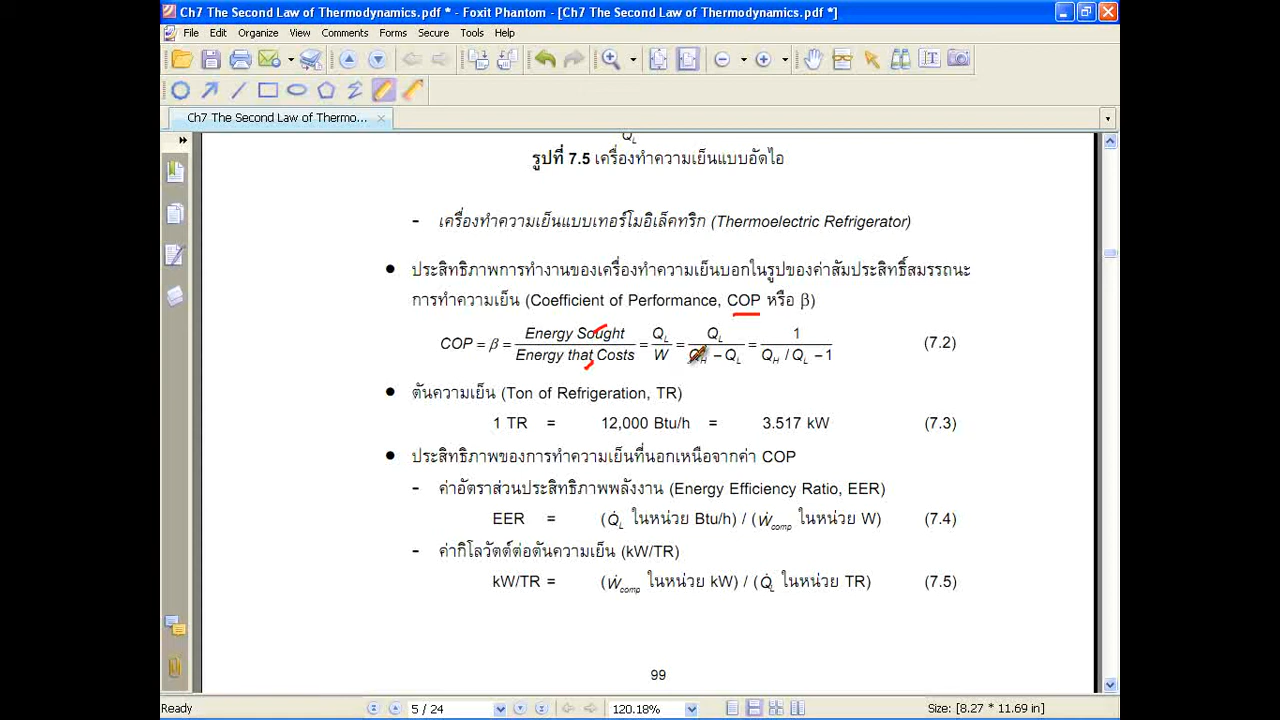 Ch7 The Second Law of Thermodynamics.pdf * - Foxit Phantom - [Ch7 The Second Law of Thermodynamics.pdf *]
File Edit Organize View Comments Forms Secure Tools Help
Ch7 The Second Law of Thermo...
Q_L
รูปที่ 7.5 เครื่องทำความเย็นแบบอัดไอ
- เครื่องทำความเย็นแบบเทอร์โมอิเล็คทริก (Thermoelectric Refrigerator)
● ประสิทธิภาพการทำงานของเครื่องทำความเย็นบอกในรูปของค่าสัมประสิทธิ์สมรรถนะ
การทำความเย็น (Coefficient of Performance, COP หรือ β)
COP = β = Energy Sought / Energy that Costs = Q_L / W = Q_L / (Q_H − Q_L) = 1 / (Q_H / Q_L − 1) (7.2)
● ตันความเย็น (Ton of Refrigeration, TR)
1 TR = 12,000 Btu/h = 3.517 kW (7.3)
● ประสิทธิภาพของการทำความเย็นที่นอกเหนือจากค่า COP
- ค่าอัตราส่วนประสิทธิภาพพลังงาน (Energy Efficiency Ratio, EER)
EER = (Q̇_L ในหน่วย Btu/h) / (Ẇ_comp ในหน่วย W) (7.4)
- ค่ากิโลวัตต์ต่อตันความเย็น (kW/TR)
kW/TR = (Ẇ_comp ในหน่วย kW) / (Q̇_L ในหน่วย TR) (7.5)
99
Ready 5 / 24 120.18% Size: [8.27 * 11.69 in]